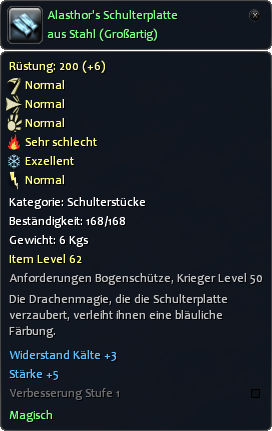 Alasthor's Schulterplatte
aus Stahl (Großartig)
Rüstung: 200 (+6)
Normal
Normal
Normal
Sehr schlecht
Exzellent
Normal
Kategorie: Schulterstücke
Beständigkeit: 168/168
Gewicht: 6 Kgs
Item Level 62
Anforderungen Bogenschütze, Krieger Level 50
Die Drachenmagie, die die Schulterplatte
verzaubert, verleiht ihnen eine bläuliche
Färbung.
Widerstand Kälte +3
Stärke +5
Verbesserung Stufe 1
Magisch